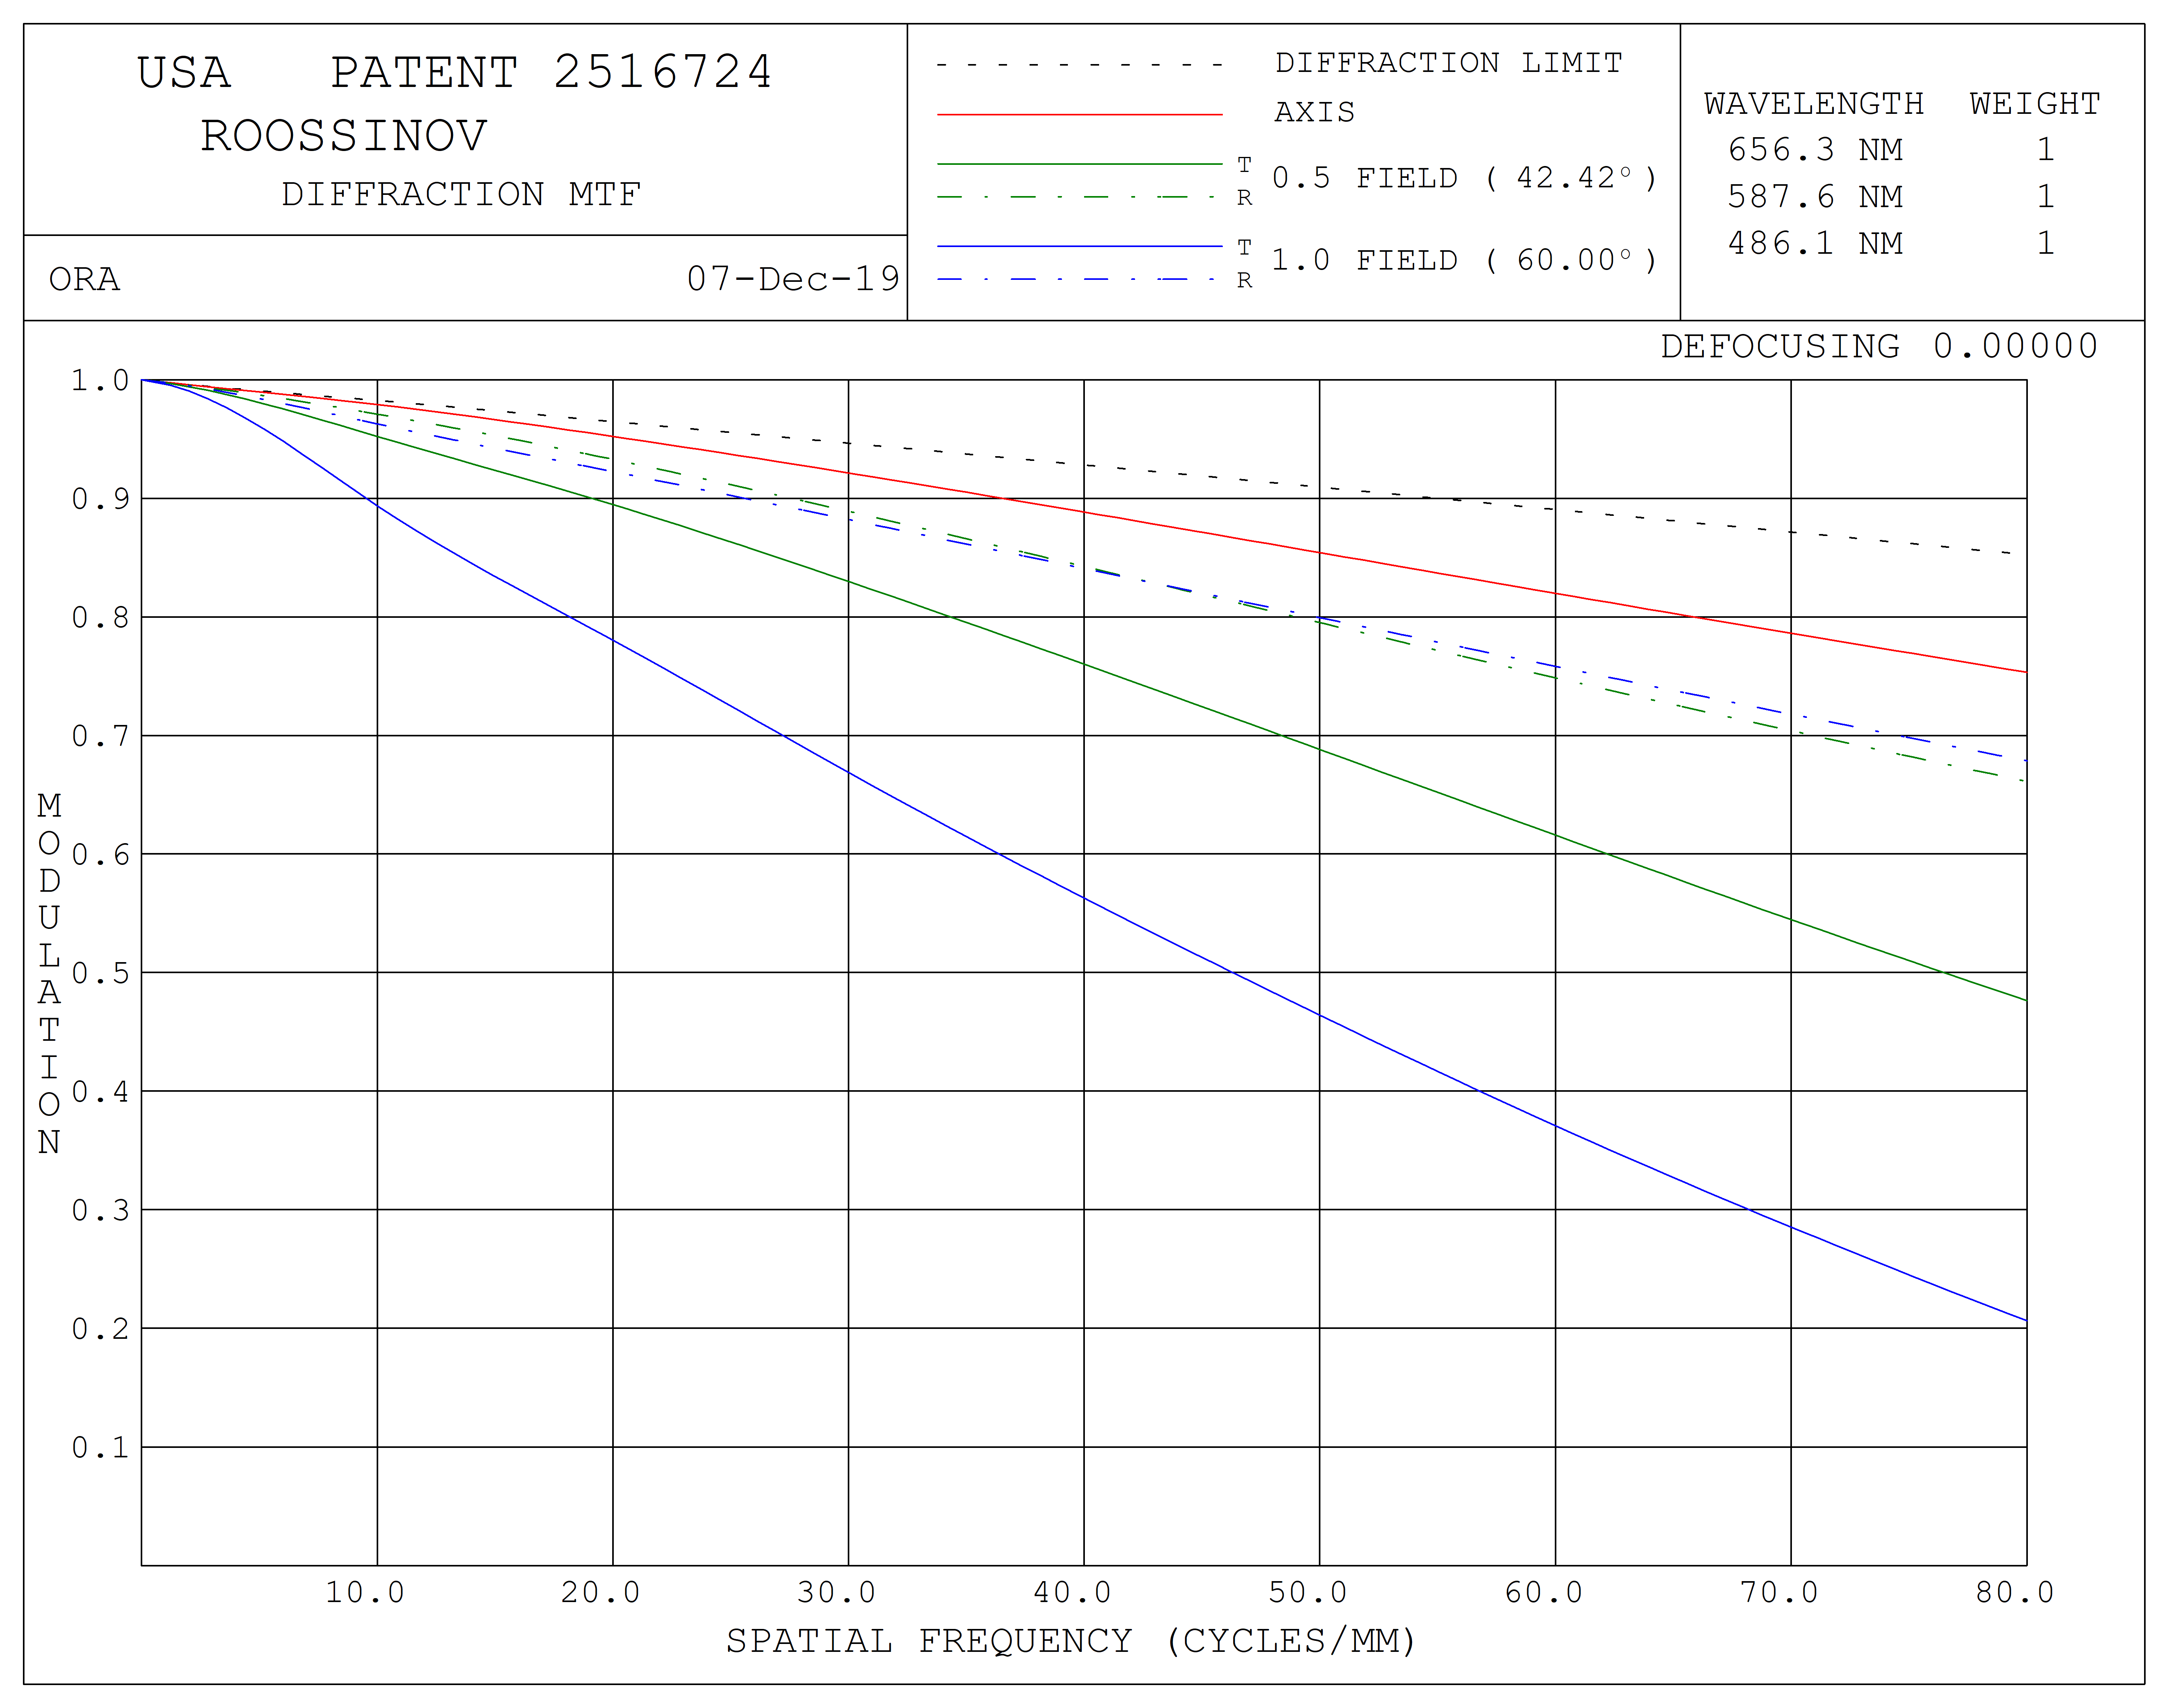 USA   PATENT 2516724
ROOSSINOV
DIFFRACTION MTF
ORA
07-Dec-19
DIFFRACTION LIMIT
AXIS
T
R
0.5 FIELD ( 42.42°)
T
R
1.0 FIELD ( 60.00°)
WAVELENGTH  WEIGHT
656.3 NM  1
587.6 NM  1
486.1 NM  1
DEFOCUSING 0.00000
1.0
0.9
0.8
0.7
0.6
0.5
0.4
0.3
0.2
0.1
MODULATION
10.0 20.0 30.0 40.0 50.0 60.0 70.0 80.0
SPATIAL FREQUENCY (CYCLES/MM)